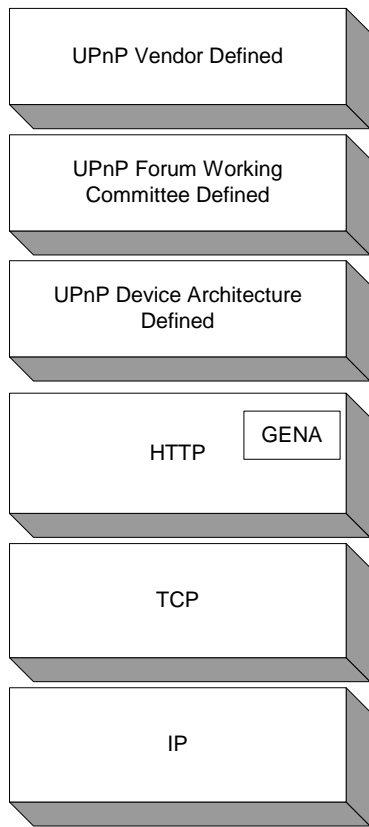 UPnP Vendor Defined
UPnP Forum Working
Committee Defined
UPnP Device Architecture
Defined
GENA
HTTP
TCP
IP